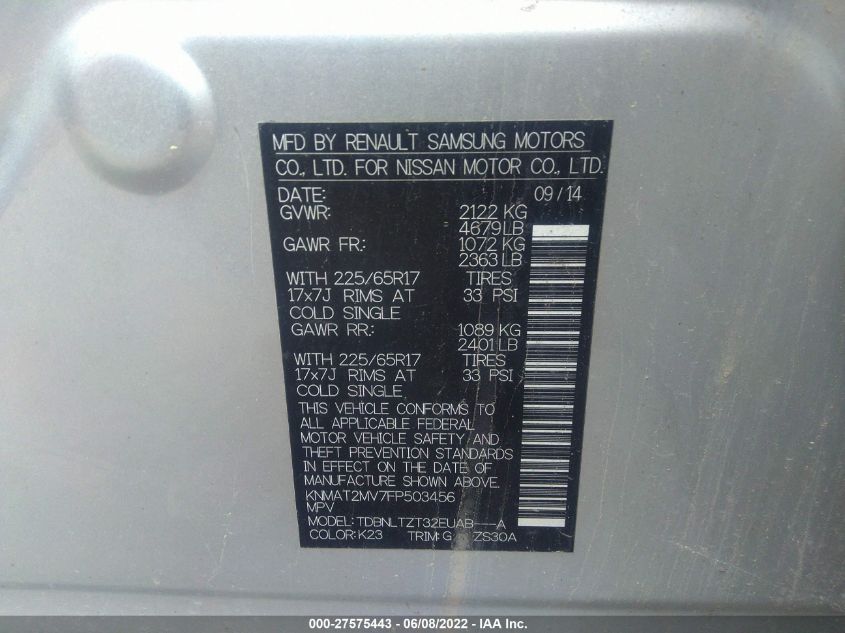 MFD BY RENAULT SAMSUNG MOTORS
CO., LTD. FOR NISSAN MOTOR CO., LTD.
DATE: 09/14
GVWR: 2122 KG
4679 LB
GAWR FR: 1072 KG
2363 LB
WITH 225/65R17 TIRES
17x7J RIMS AT 33 PSI
COLD SINGLE
GAWR RR: 1089 KG
2401 LB
WITH 225/65R17 TIRES
17x7J RIMS AT 33 PSI
COLD SINGLE
THIS VEHICLE CONFORMS TO
ALL APPLICABLE FEDERAL
MOTOR VEHICLE SAFETY AND
THEFT PREVENTION STANDARDS
IN EFFECT ON THE DATE OF
MANUFACTURE SHOWN ABOVE.
KNMAT2MV7FP503456
MPV
MODEL: TDBNLTZT32EUAB---A
COLOR: K23 TRIM: G ZS30A
000-27575443 - 06/08/2022 - IAA Inc.